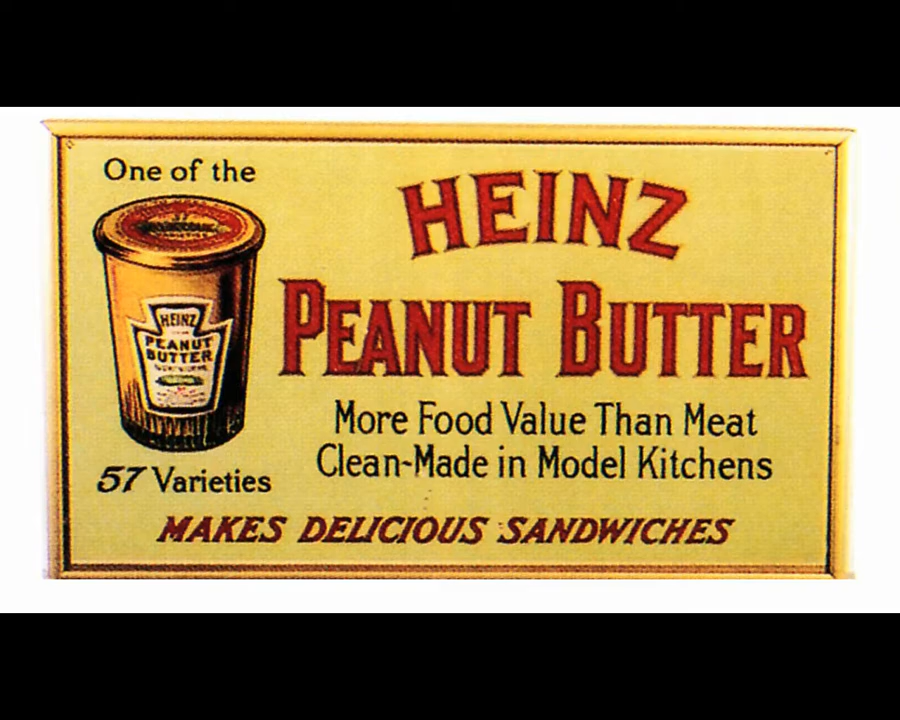 One of the
HEINZ
PEANUT BUTTER
HEINZ
PEANUT
BUTTER
More Food Value Than Meat
Clean-Made in Model Kitchens
57 Varieties
MAKES DELICIOUS SANDWICHES